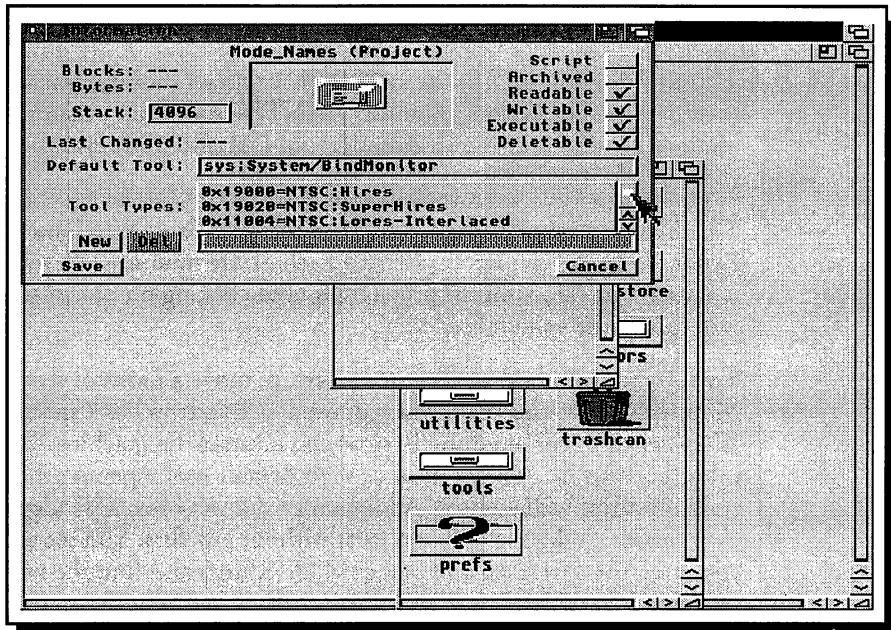 Information
Mode_Names (Project)
Blocks: ---
Bytes: ---
Stack: 4096
Script
Archived
Readable
Writable
Executable
Deletable
Last Changed: ---
Default Tool: sys:System/BindMonitor
Tool Types:
0x19000=NTSC:Hires
0x19020=NTSC:SuperHires
0x11004=NTSC:Lores-Interlaced
New
Del
Save
Cancel
store
ors
utilities
trashcan
tools
prefs